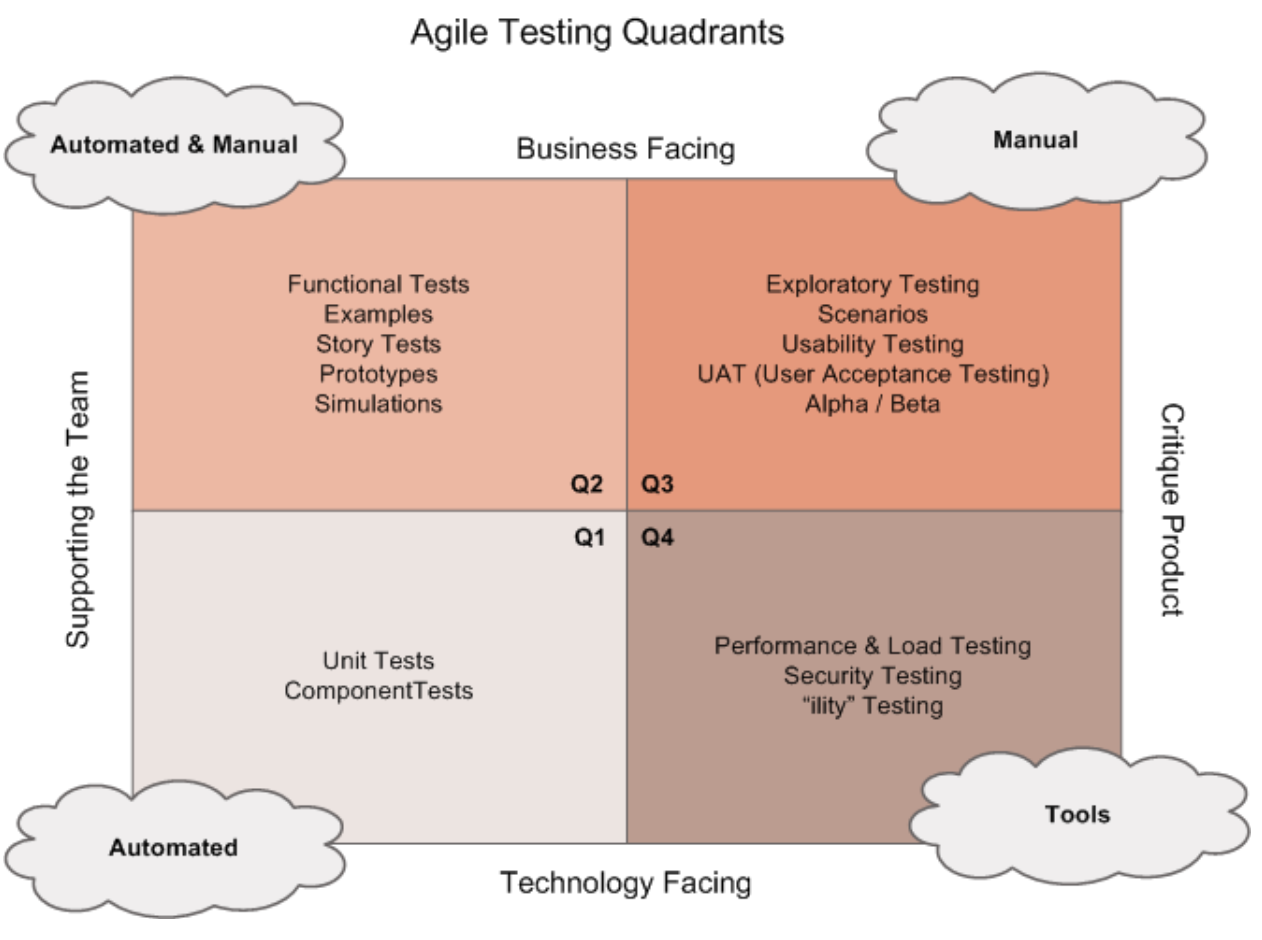 Agile Testing Quadrants
Automated & Manual
Business Facing
Manual
Functional Tests
Examples
Story Tests
Prototypes
Simulations
Exploratory Testing
Scenarios
Usability Testing
UAT (User Acceptance Testing)
Alpha / Beta
Supporting the Team
Critique Product
Q2
Q3
Q1
Q4
Unit Tests
ComponentTests
Performance & Load Testing
Security Testing
“ility” Testing
Automated
Tools
Technology Facing